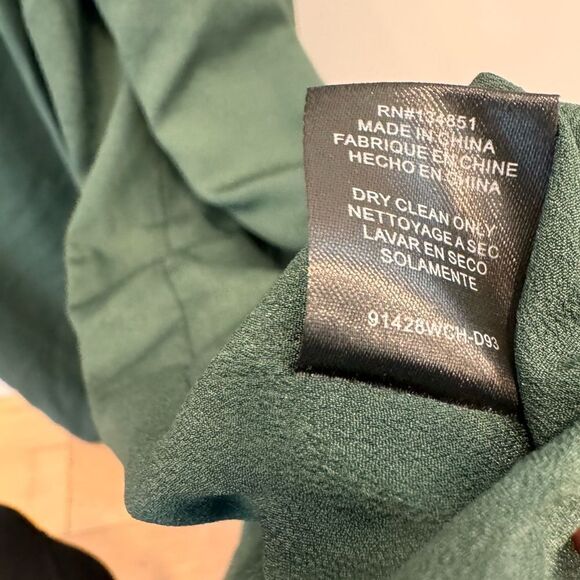 RN#134851
MADE IN CHINA
FABRIQUE EN CHINE
HECHO EN CHINA
DRY CLEAN ONLY
NETTOYAGE A SEC
LAVAR EN SECO
SOLAMENTE
91428WCH-D93